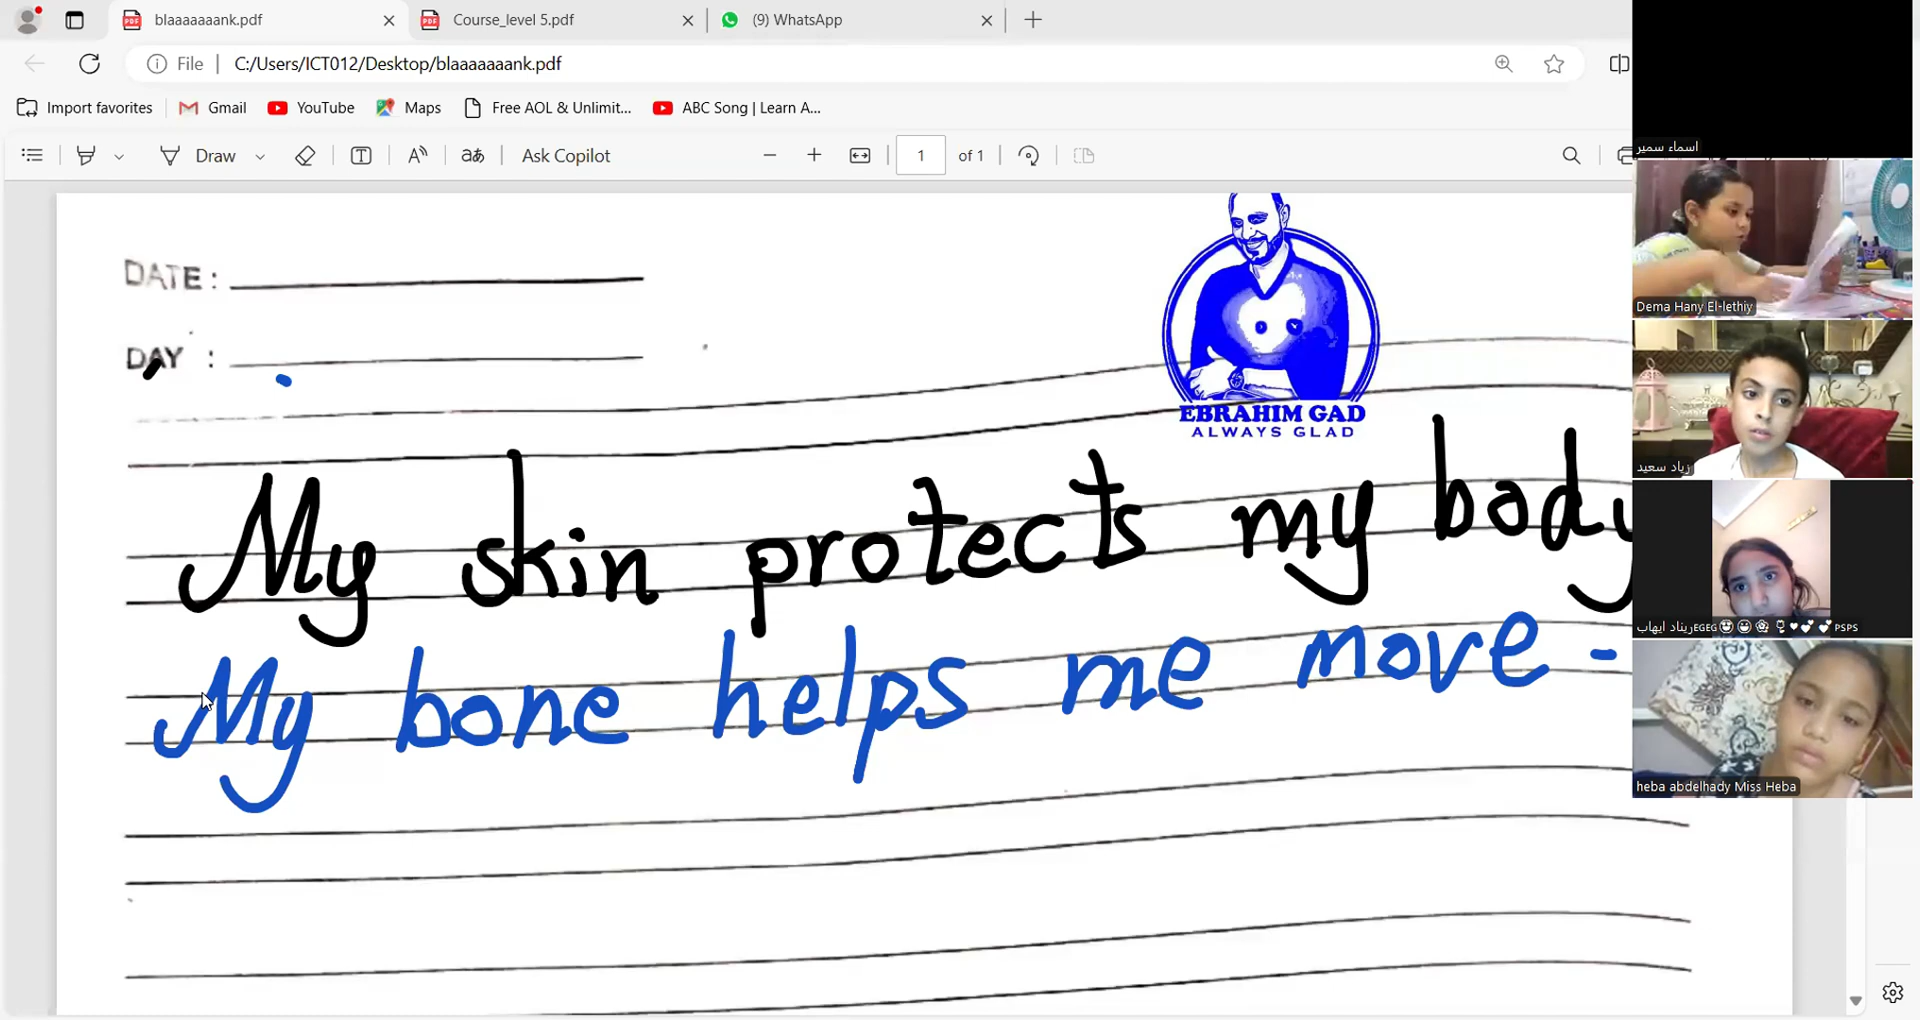 blaaaaaaank.pdf
Course_level 5.pdf
(9) WhatsApp
File
C:/Users/ICT012/Desktop/blaaaaaaank.pdf
Import favorites
Gmail
YouTube
Maps
Free AOL & Unlimit...
ABC Song | Learn A...
Draw
Ask Copilot
1
of 1
DATE :
DAY :
EBRAHIM GAD
ALWAYS GLAD
My skin protects my body
My bone helps me move -
اسماء سمير
Dema Hany El-lethiy
زياد سعيد
ريناد ايهاب EGEG PSPS
heba abdelhady Miss Heba